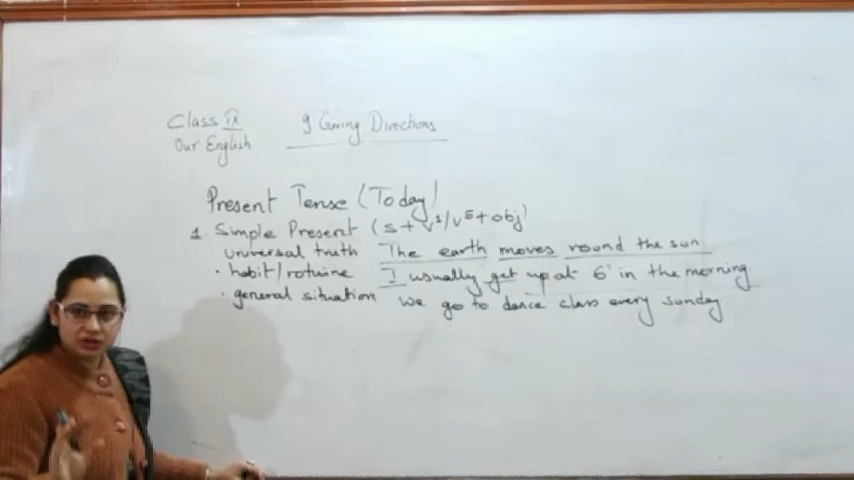 Class IX 9 Giving Directions
Our English
Present Tense (Today)
1. Simple Present (S + V¹/V⁵ + obj)
universal truth The earth moves round the sun.
· habit/rotuine I usually get up at 6' in the morning.
· general situation We go to dance class every sunday.